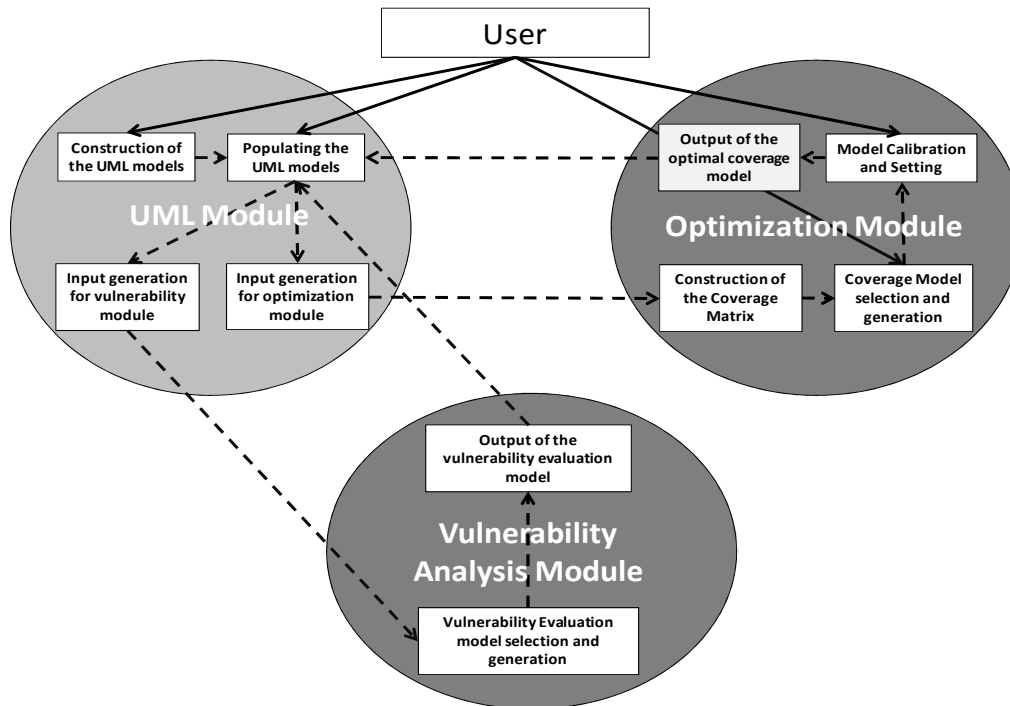 User
Construction of
the UML models
Populating the
UML models
UML Module
Input generation
for vulnerability
module
Input generation
for optimization
module
Output of the
optimal coverage
model
Model Calibration
and Setting
Optimization Module
Construction of
the Coverage
Matrix
Coverage Model
selection and
generation
Output of the
vulnerability evaluation
model
Vulnerability
Analysis Module
Vulnerability Evaluation
model selection and
generation